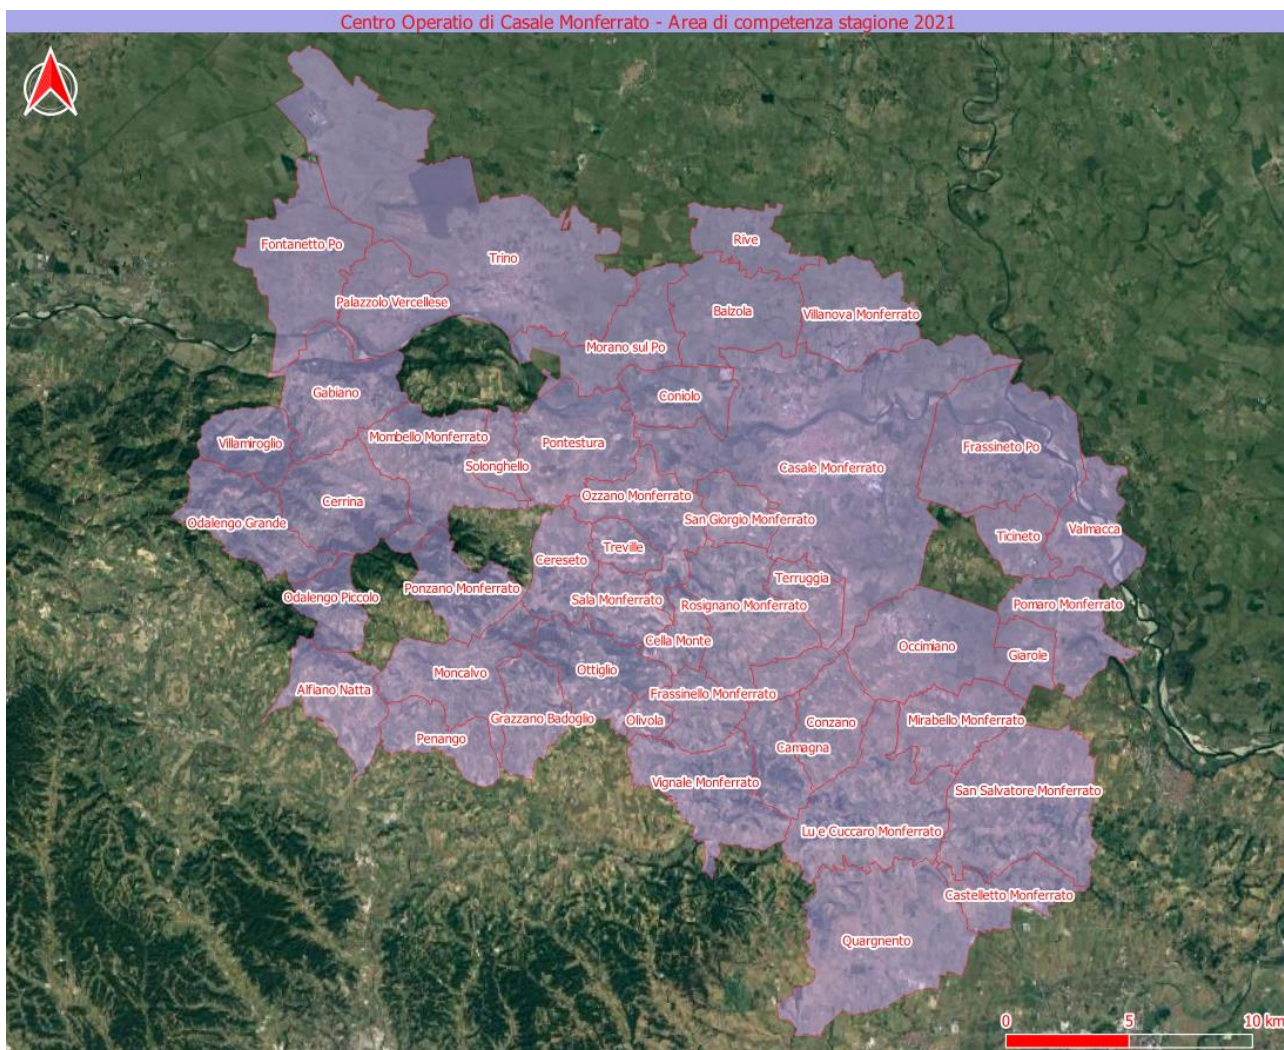 Centro Operatio di Casale Monferrato - Area di competenza stagione 2021
Rive
Fontanetto Po
Trino
Palazzolo Vercellese
Balzola
Villanova Monferrato
Morano sul Po
Gabiano
Coniolo
Villamiroglio
Mombello Monferrato
Pontestura
Frassineto Po
Solonghello
Casale Monferrato
Cerrina
Ozzano Monferrato
Odalengo Grande
San Giorgio Monferrato
Valmacca
Ticineto
Treville
Cereseto
Terruggia
Ponzano Monferrato
Odalengo Piccolo
Sala Monferrato
Rosignano Monferrato
Pomaro Monferrato
Cella Monte
Occimiano
Giarole
Ottiglio
Moncalvo
Alfiano Natta
Frassinello Monferrato
Grazzano Badoglio
Olivola
Conzano
Mirabello Monferrato
Penango
Camagna
Vignale Monferrato
San Salvatore Monferrato
Lu e Cuccaro Monferrato
Castelletto Monferrato
Quargnento
0 5 10 km